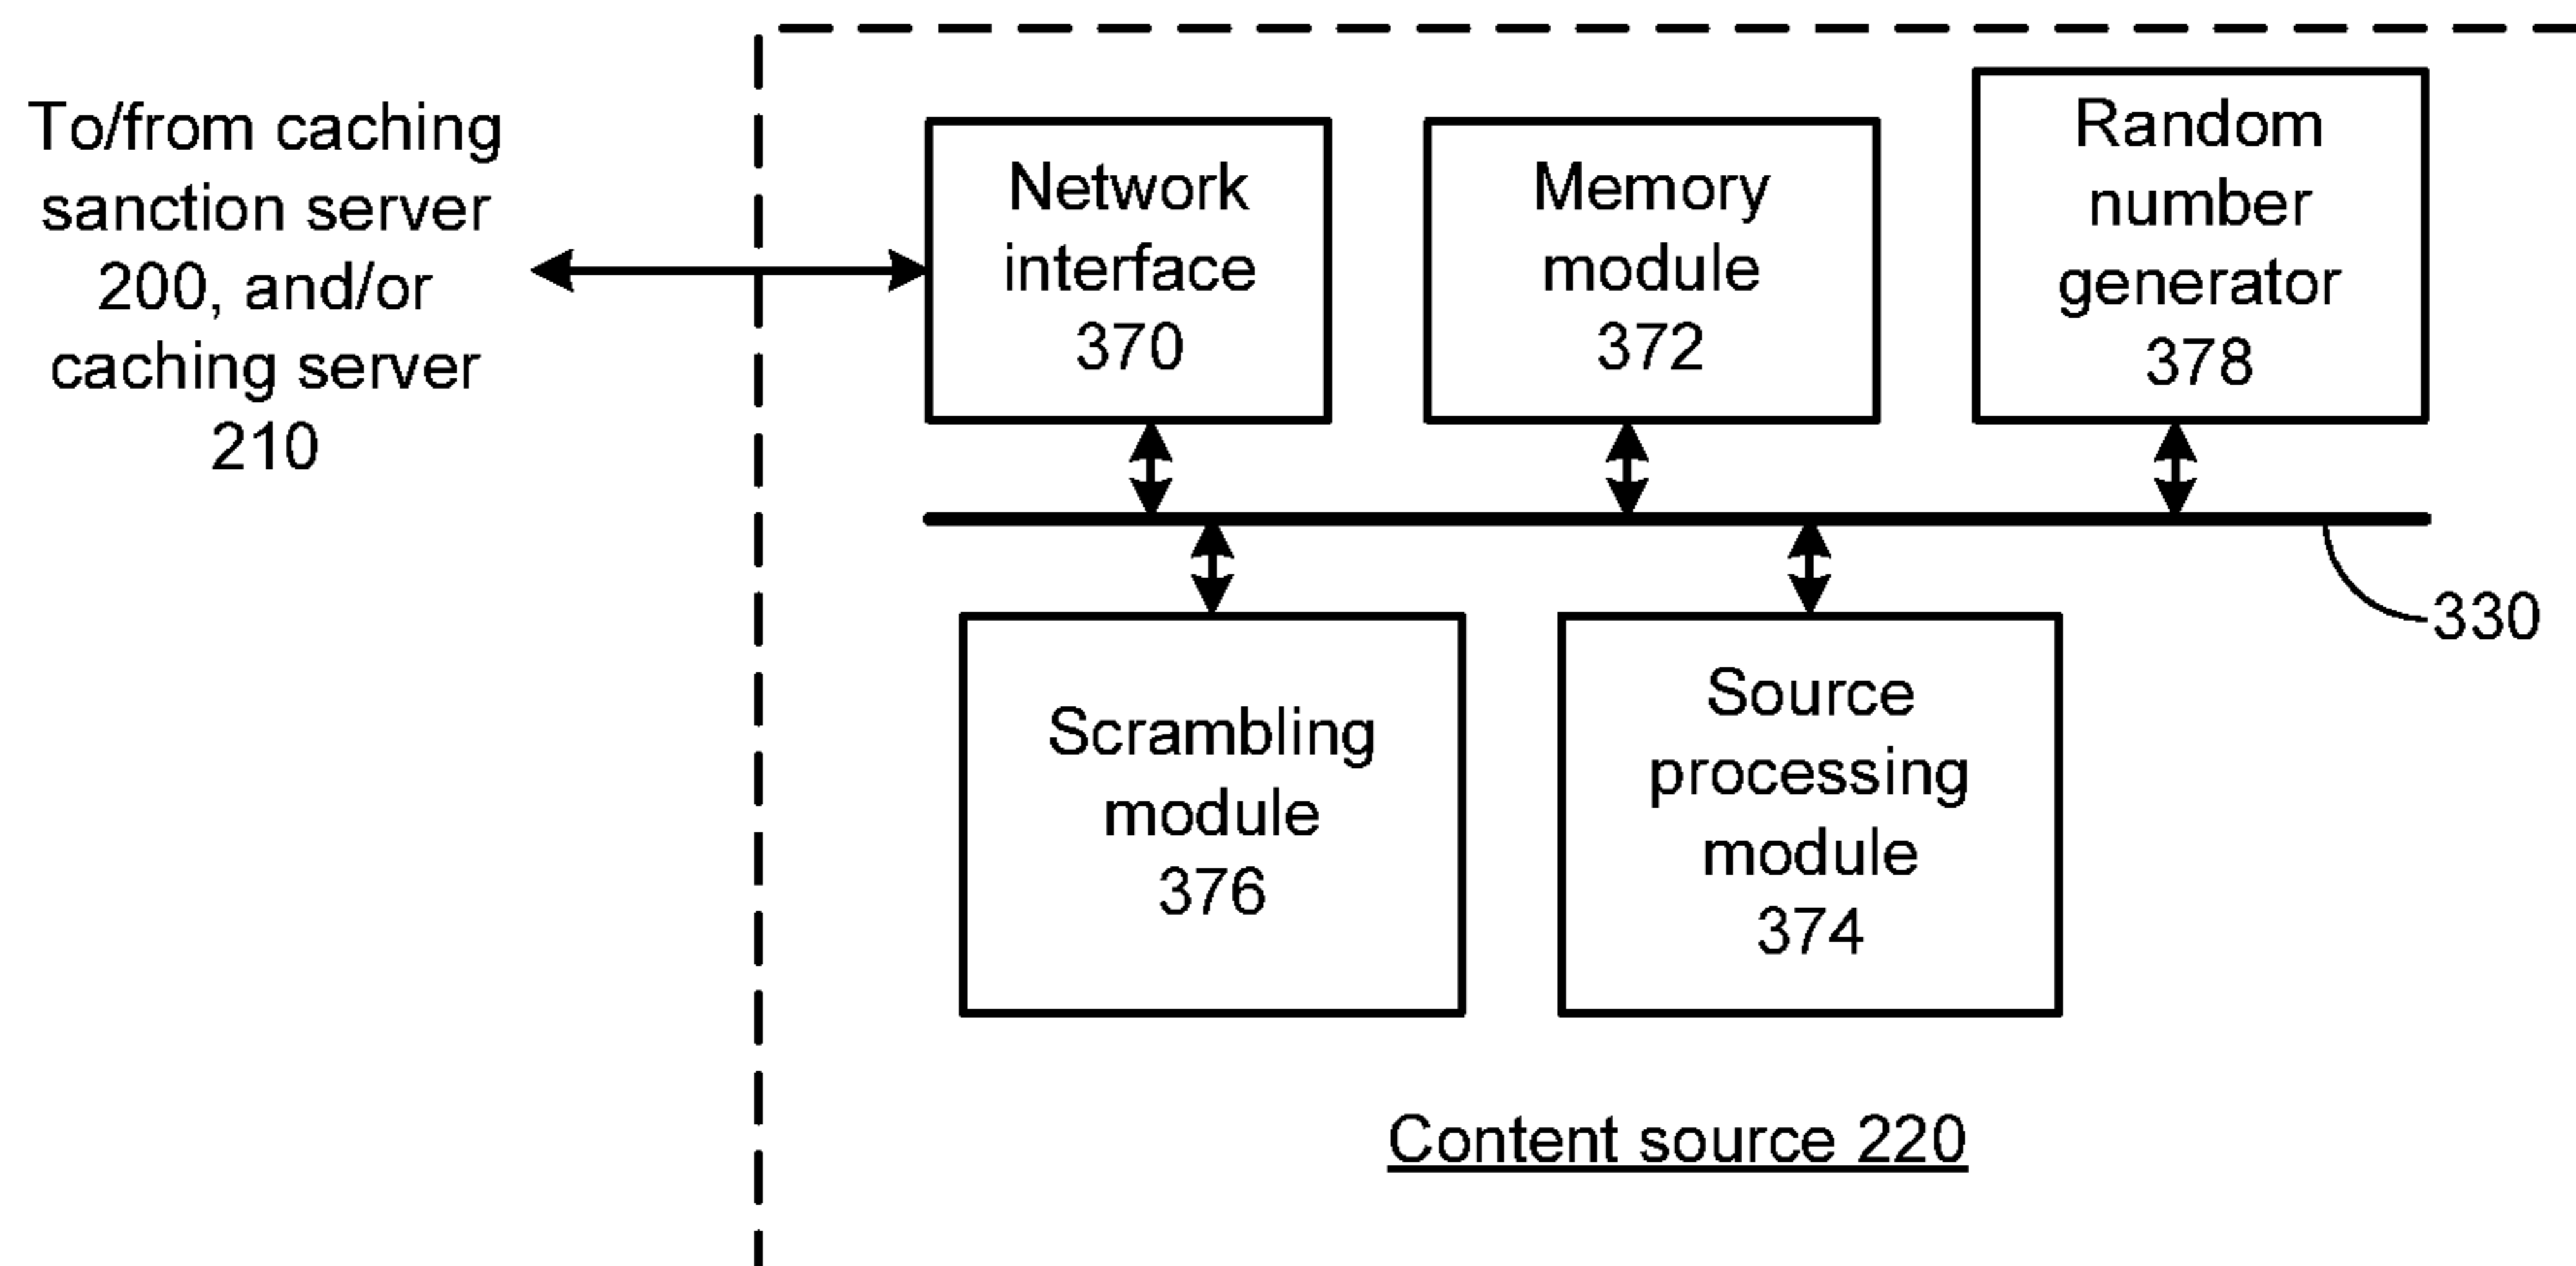 To/from caching
sanction server
200, and/or
caching server
210
Network
interface
370
Memory
module
372
Random
number
generator
378
330
Scrambling
module
376
Source
processing
module
374
Content source 220